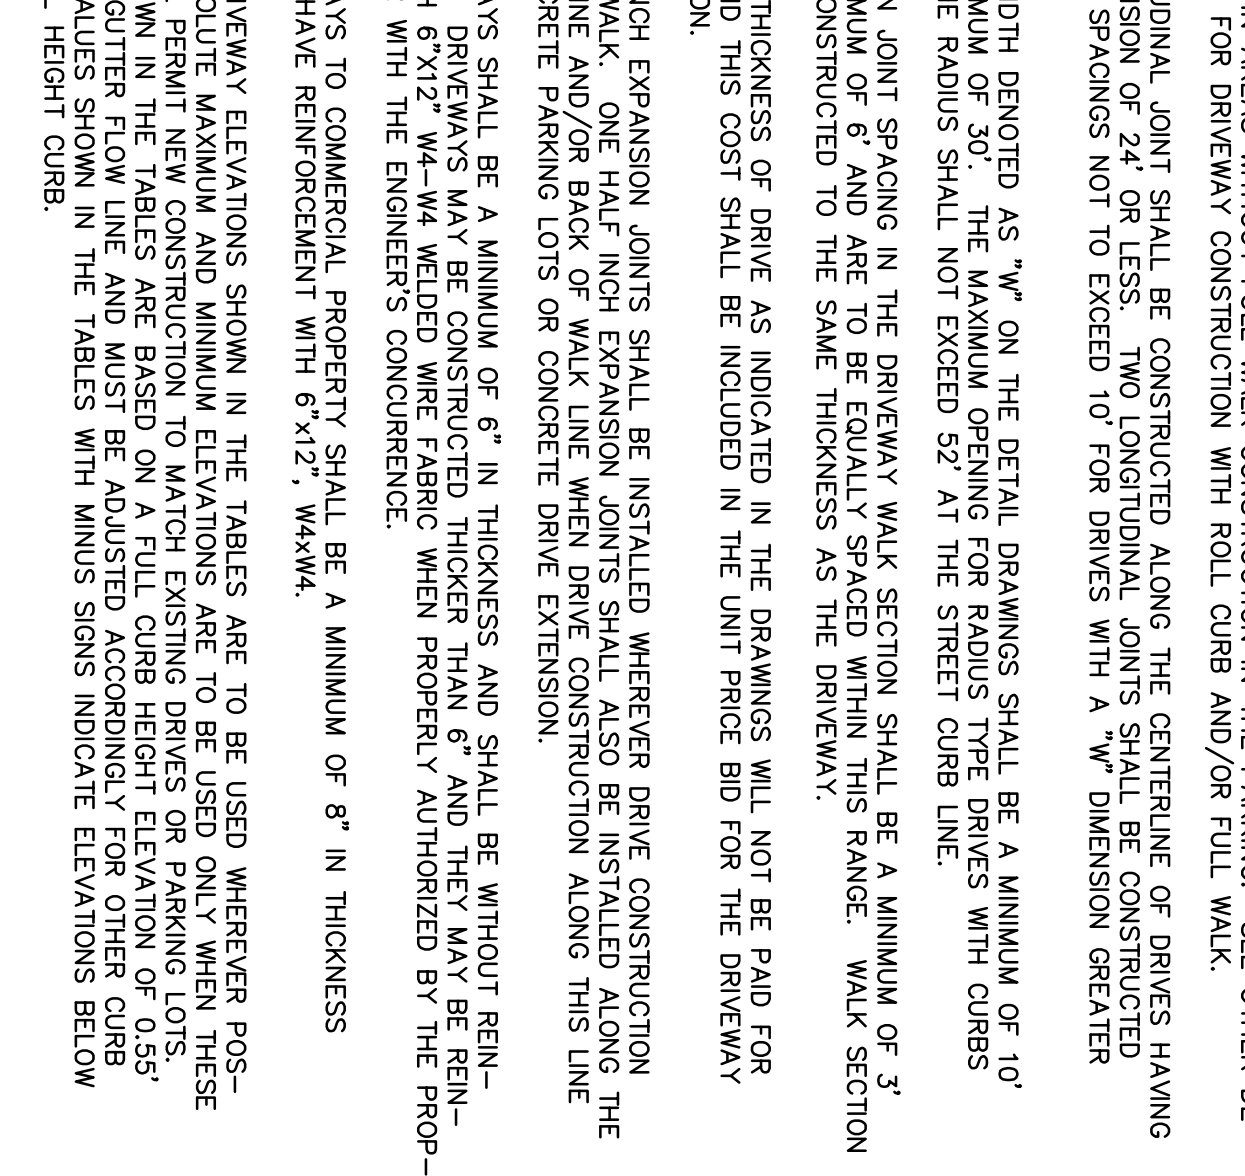 FOR DRIVEWAY CONSTRUCTION WITH ROLL CURB AND/OR FULL WALK.
UDINAL JOINT SHALL BE CONSTRUCTED ALONG THE CENTERLINE OF DRIVES HAVING
SION OF 24' OR LESS. TWO LONGITUDINAL JOINTS SHALL BE CONSTRUCTED
SPACINGS NOT TO EXCEED 10' FOR DRIVES WITH A "W" DIMENSION GREATER
DTH DENOTED AS "W" ON THE DETAIL DRAWINGS SHALL BE A MINIMUM OF 10'
MUM OF 30'. THE MAXIMUM OPENING FOR RADIUS TYPE DRIVES WITH CURBS
E RADIUS SHALL NOT EXCEED 52' AT THE STREET CURB LINE.
N JOINT SPACING IN THE DRIVEWAY WALK SECTION SHALL BE A MINIMUM OF 3'
MUM OF 6' AND ARE TO BE EQUALLY SPACED WITHIN THIS RANGE. WALK SECTION
ONSTRUCTED TO THE SAME THICKNESS AS THE DRIVEWAY.
THICKNESS OF DRIVE AS INDICATED IN THE DRAWINGS WILL NOT BE PAID FOR
ND THIS COST SHALL BE INCLUDED IN THE UNIT PRICE BID FOR THE DRIVEWAY
ON.
NCH EXPANSION JOINTS SHALL BE INSTALLED WHEREVER DRIVE CONSTRUCTION
WALK. ONE HALF INCH EXPANSION JOINTS SHALL ALSO BE INSTALLED ALONG THE
INE AND/OR BACK OF WALK LINE WHEN DRIVE CONSTRUCTION ALONG THIS LINE
CRETE PARKING LOTS OR CONCRETE DRIVE EXTENSION.
AYS SHALL BE A MINIMUM OF 6" IN THICKNESS AND SHALL BE WITHOUT REIN-
DRIVEWAYS MAY BE CONSTRUCTED THICKER THAN 6" AND THEY MAY BE REIN-
H 6"X12" W4-W4 WELDED WIRE FABRIC WHEN PROPERLY AUTHORIZED BY THE PROP-
WITH THE ENGINEER'S CONCURRENCE.
AYS TO COMMERCIAL PROPERTY SHALL BE A MINIMUM OF 8" IN THICKNESS
HAVE REINFORCEMENT WITH 6"x12", W4xW4.
IVEWAY ELEVATIONS SHOWN IN THE TABLES ARE TO BE USED WHEREVER POS-
OLUTE MAXIMUM AND MINIMUM ELEVATIONS ARE TO BE USED ONLY WHEN THESE
PERMIT NEW CONSTRUCTION TO MATCH EXISTING DRIVES OR PARKING LOTS.
WN IN THE TABLES ARE BASED ON A FULL CURB HEIGHT ELEVATION OF 0.55'
GUTTER FLOW LINE AND MUST BE ADJUSTED ACCORDINGLY FOR OTHER CURB
ALUES SHOWN IN THE TABLES WITH MINUS SIGNS INDICATE ELEVATIONS BELOW
L HEIGHT CURB.